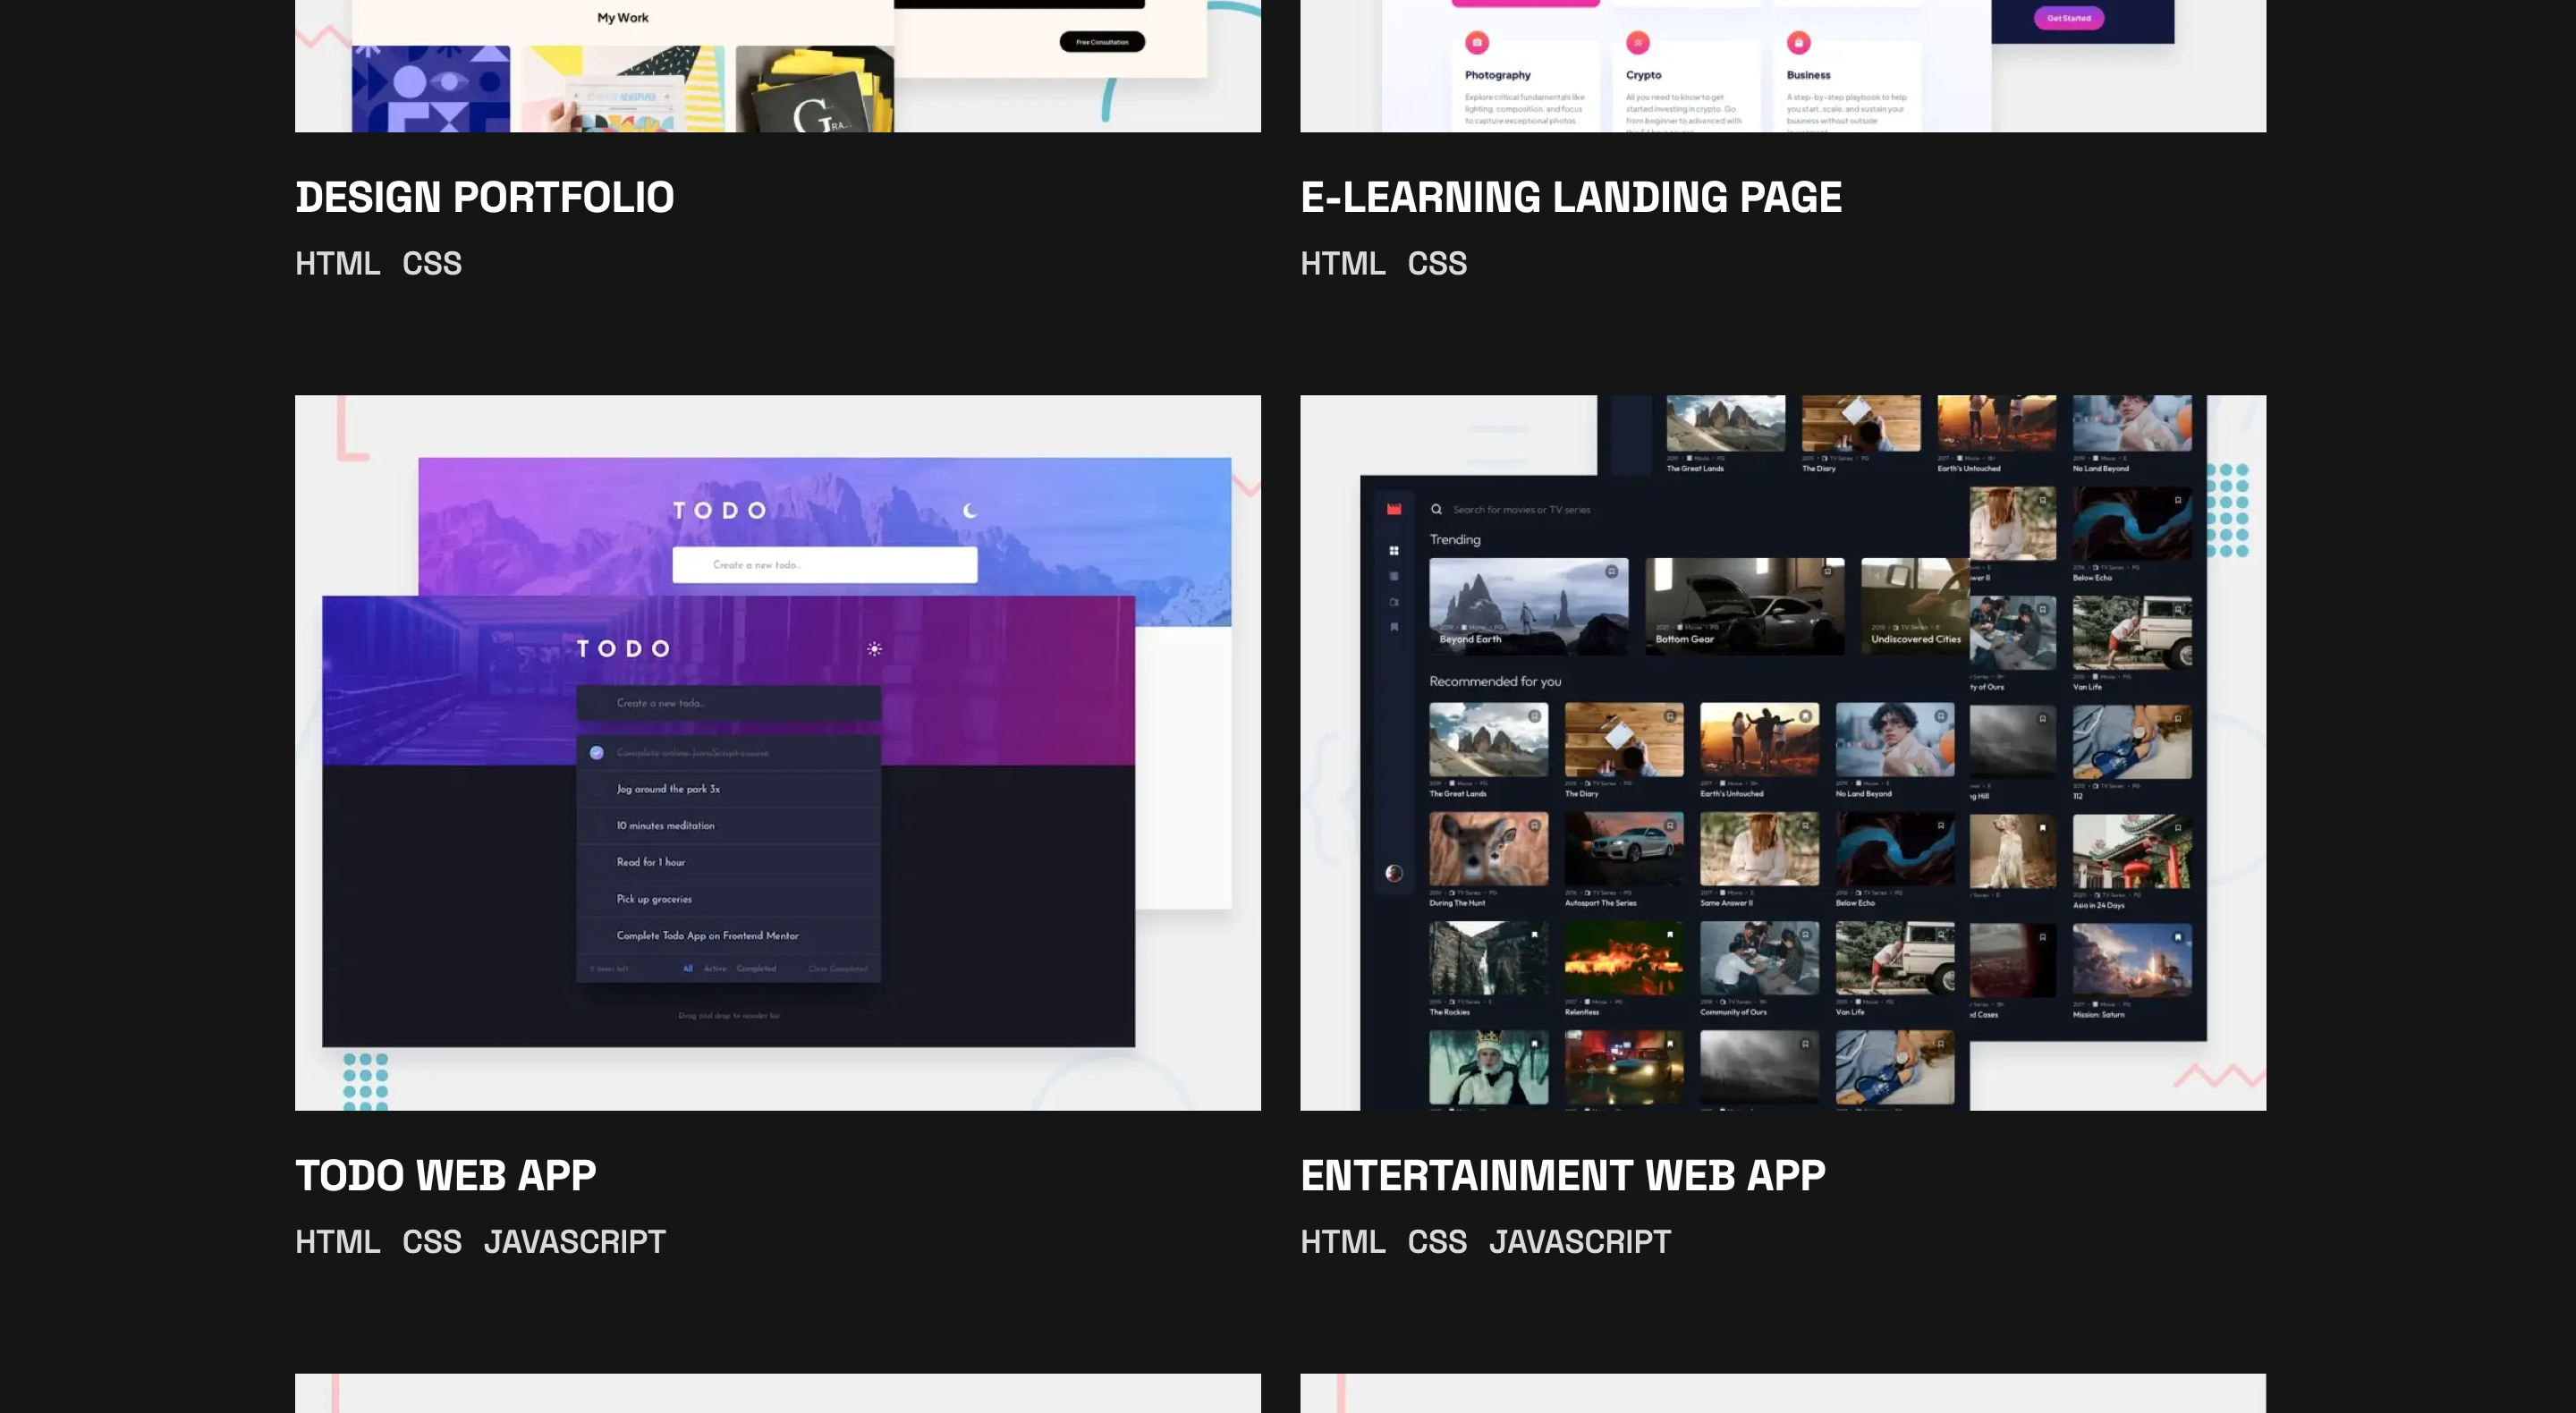 My Work
Free Consultation
Get Started
Photography
Explore critical fundamentals like
lighting, composition, and focus
to capture exceptional photos.
Crypto
All you need to know to get
started investing in crypto. Go
from beginner to advanced with
Business
A step-by-step playbook to help
you start, scale, and sustain your
business without outside
DESIGN PORTFOLIO
HTML CSS
E-LEARNING LANDING PAGE
HTML CSS
TODO
Create a new todo...
TODO
Create a new todo...
Complete online JavaScript course
Jog around the park 3x
10 minutes meditation
Read for 1 hour
Pick up groceries
Complete Todo App on Frontend Mentor
5 items left All Active Completed Clear Completed
Drag and drop to reorder list
The Great Lands
The Diary
Earth's Untouched
No Land Beyond
Search for movies or TV series
Trending
Beyond Earth
Bottom Gear
Undiscovered Cities
Below Echo
Recommended for you
ty of Ours
Van Life
The Great Lands
The Diary
Earth's Untouched
No Land Beyond
112
During The Hunt
Autosport The Series
Same Answer II
Below Echo
Asia in 24 Days
The Rockies
Relentless
Community of Ours
Van Life
d Cases
Mission: Saturn
TODO WEB APP
HTML CSS JAVASCRIPT
ENTERTAINMENT WEB APP
HTML CSS JAVASCRIPT